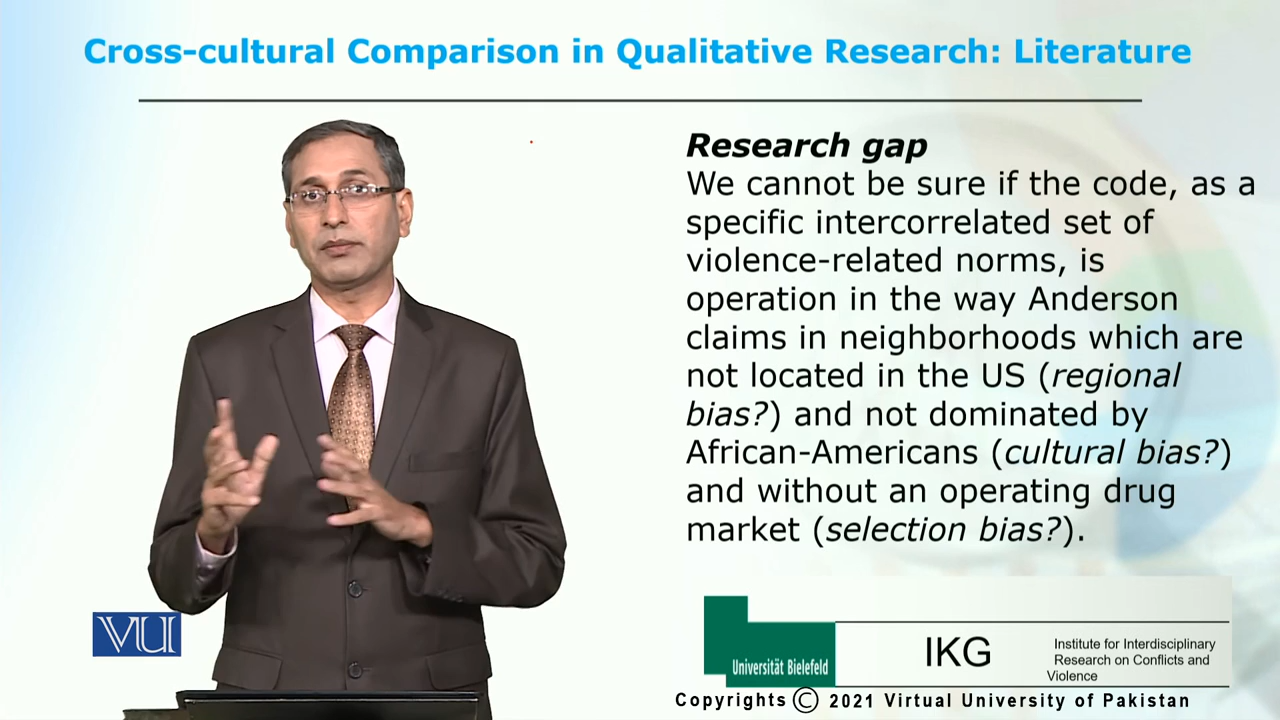 Cross-cultural Comparison in Qualitative Research: Literature
Research gap
We cannot be sure if the code, as a
specific intercorrelated set of
violence-related norms, is
operation in the way Anderson
claims in neighborhoods which are
not located in the US (regional
bias?) and not dominated by
African-Americans (cultural bias?)
and without an operating drug
market (selection bias?).
VU
Universität Bielefeld
IKG
Institute for Interdisciplinary
Research on Conflicts and
Violence
Copyrights © 2021 Virtual University of Pakistan